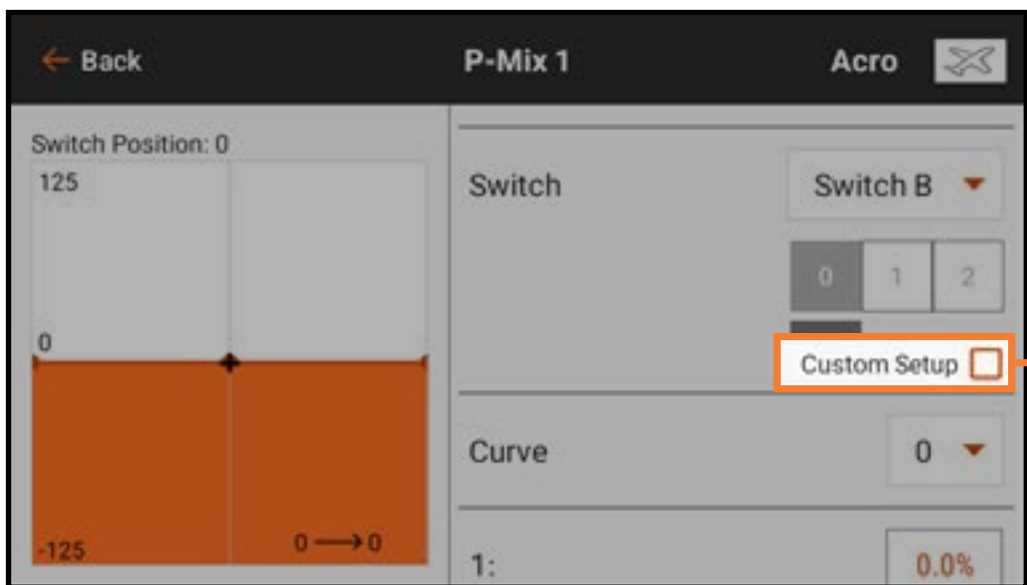 Back
P-Mix 1
Acro
Switch Position: 0
125
0
-125
0 → 0
Switch
Switch B
0 1 2
Custom Setup
Curve
0
1:
0.0%